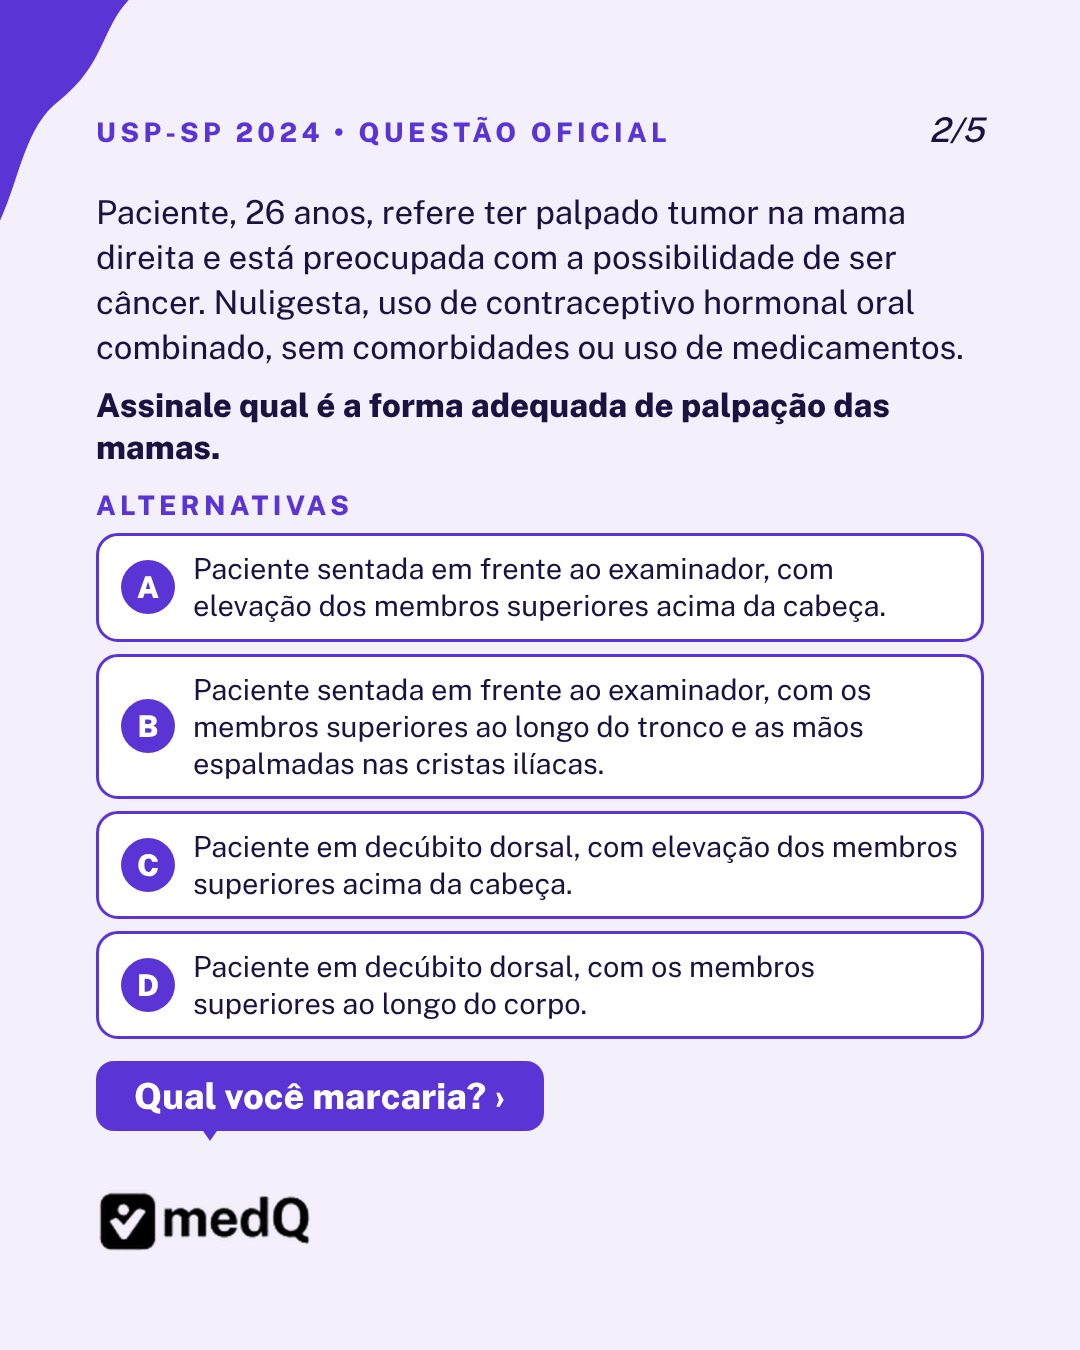 USP-SP 2024 • QUESTÃO OFICIAL
2/5
Paciente, 26 anos, refere ter palpado tumor na mama
direita e está preocupada com a possibilidade de ser
câncer. Nuligesta, uso de contraceptivo hormonal oral
combinado, sem comorbidades ou uso de medicamentos.
Assinale qual é a forma adequada de palpação das
mamas.
ALTERNATIVAS
A
Paciente sentada em frente ao examinador, com
elevação dos membros superiores acima da cabeça.
B
Paciente sentada em frente ao examinador, com os
membros superiores ao longo do tronco e as mãos
espalmadas nas cristas ilíacas.
C
Paciente em decúbito dorsal, com elevação dos membros
superiores acima da cabeça.
D
Paciente em decúbito dorsal, com os membros
superiores ao longo do corpo.
Qual você marcaria? ›
medQ